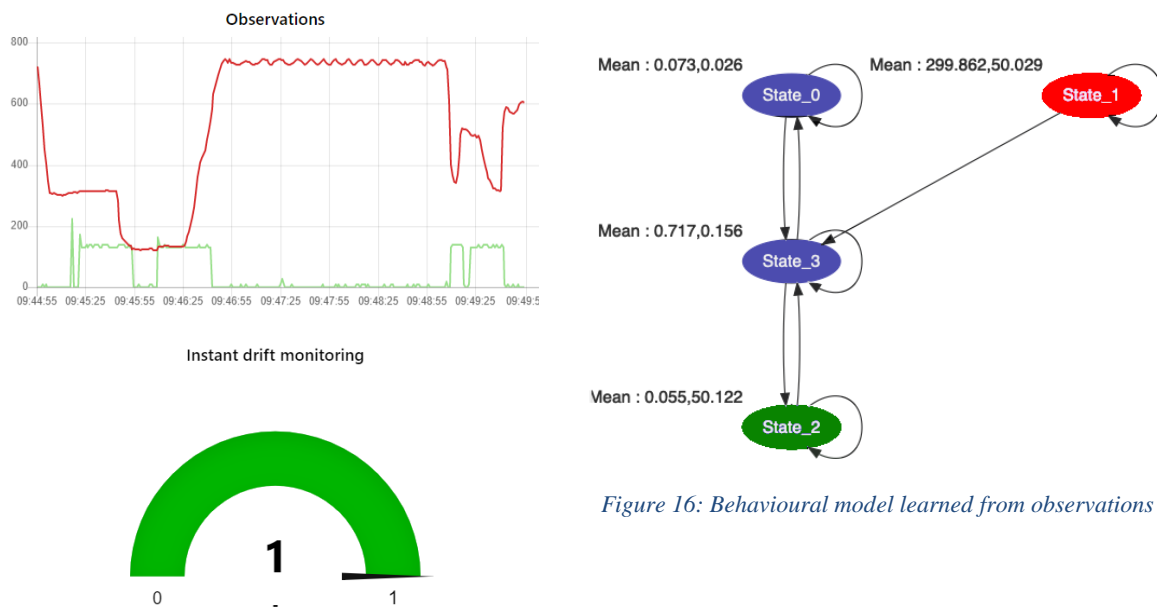 Observations
800
600
400
200
0
09:44:55 09:45:25 09:45:55 09:46:25 09:46:55 09:47:25 09:47:55 09:48:25 09:48:55 09:49:25 09:49:5
Instant drift monitoring
1
0 1
Mean : 0.073,0.026
State_0
Mean : 299.862,50.029
State_1
Mean : 0.717,0.156
State_3
Mean : 0.055,50.122
State_2
Figure 16: Behavioural model learned from observations